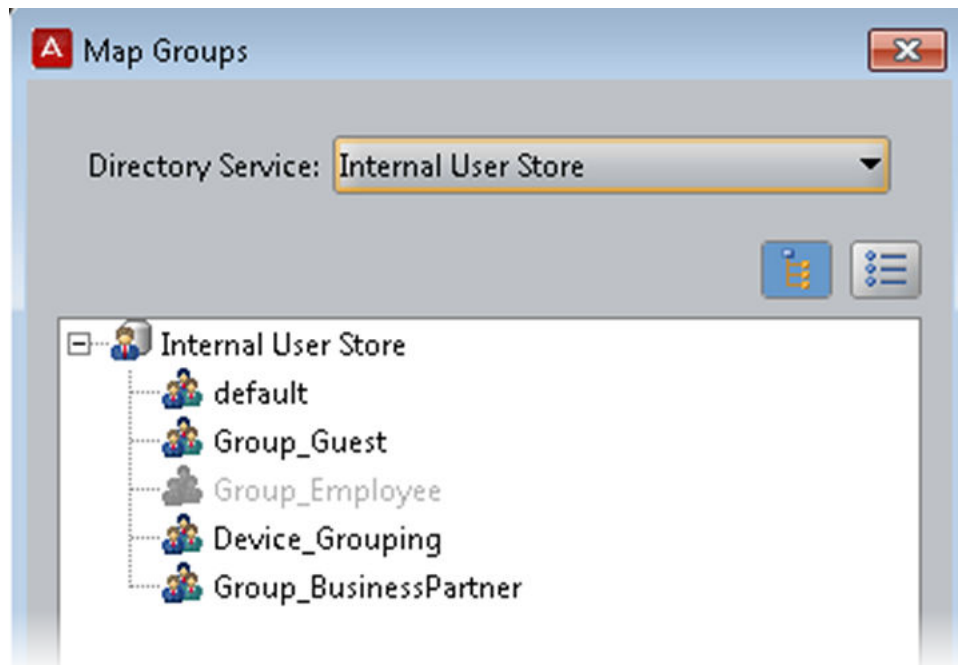 Map Groups
Directory Service: Internal User Store
Internal User Store
default
Group_Guest
Group_Employee
Device_Grouping
Group_BusinessPartner